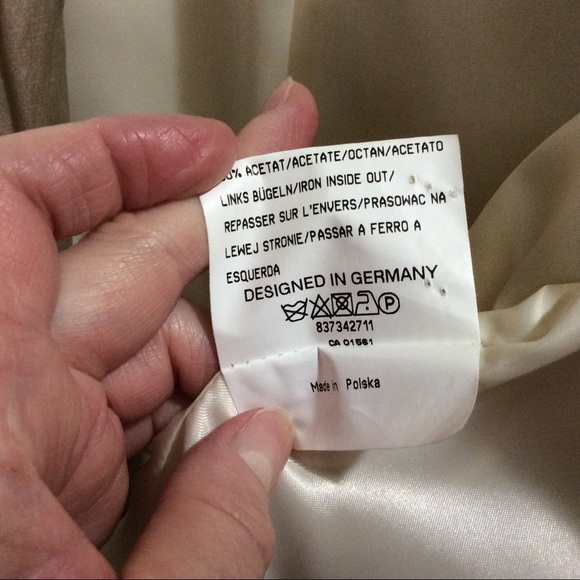 ACETAT/ACETATE/OCTAN/ACETATO
LINKS BÜGELN/IRON INSIDE OUT/
REPASSER SUR L'ENVERS/PRASOWAC NA
LEWEJ STRONIE/PASSAR A FERRO A
ESQUERDA
DESIGNED IN GERMANY
P
837342711
CA 01561
Made in Polska